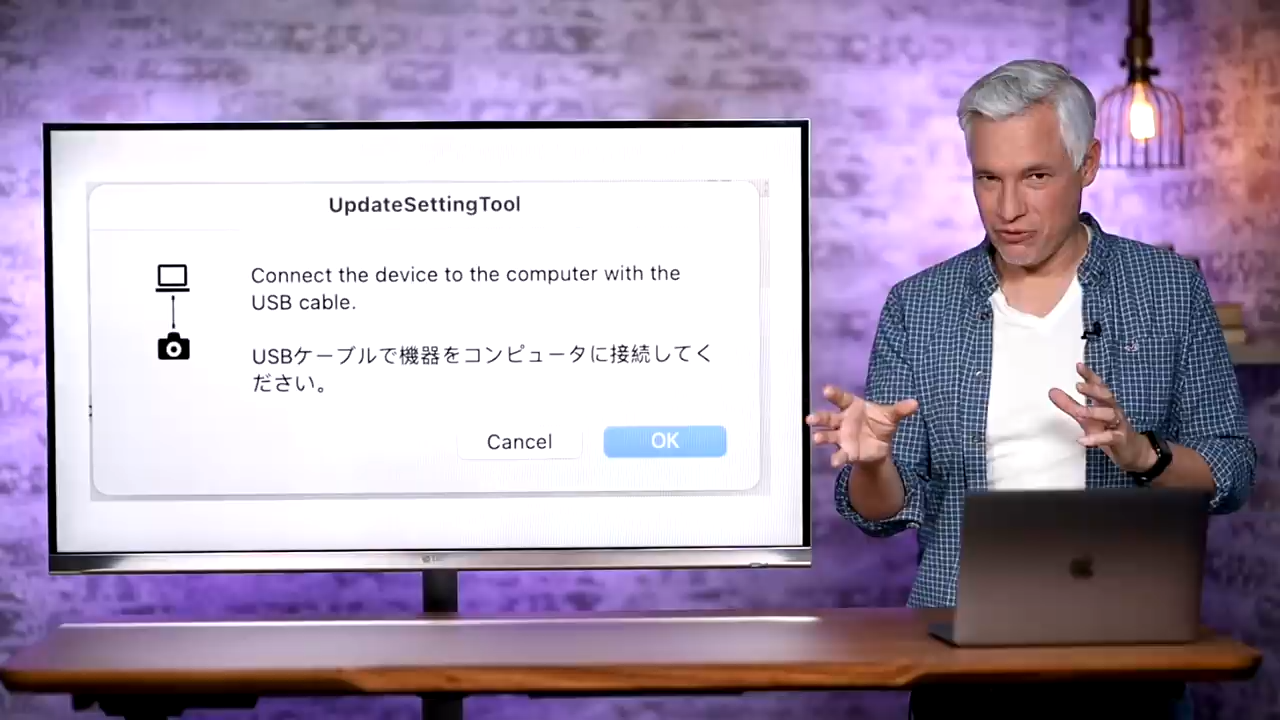 UpdateSettingTool
Connect the device to the computer with the
USB cable.
USBケーブルで機器をコンピュータに接続してく
ださい。
Cancel
OK